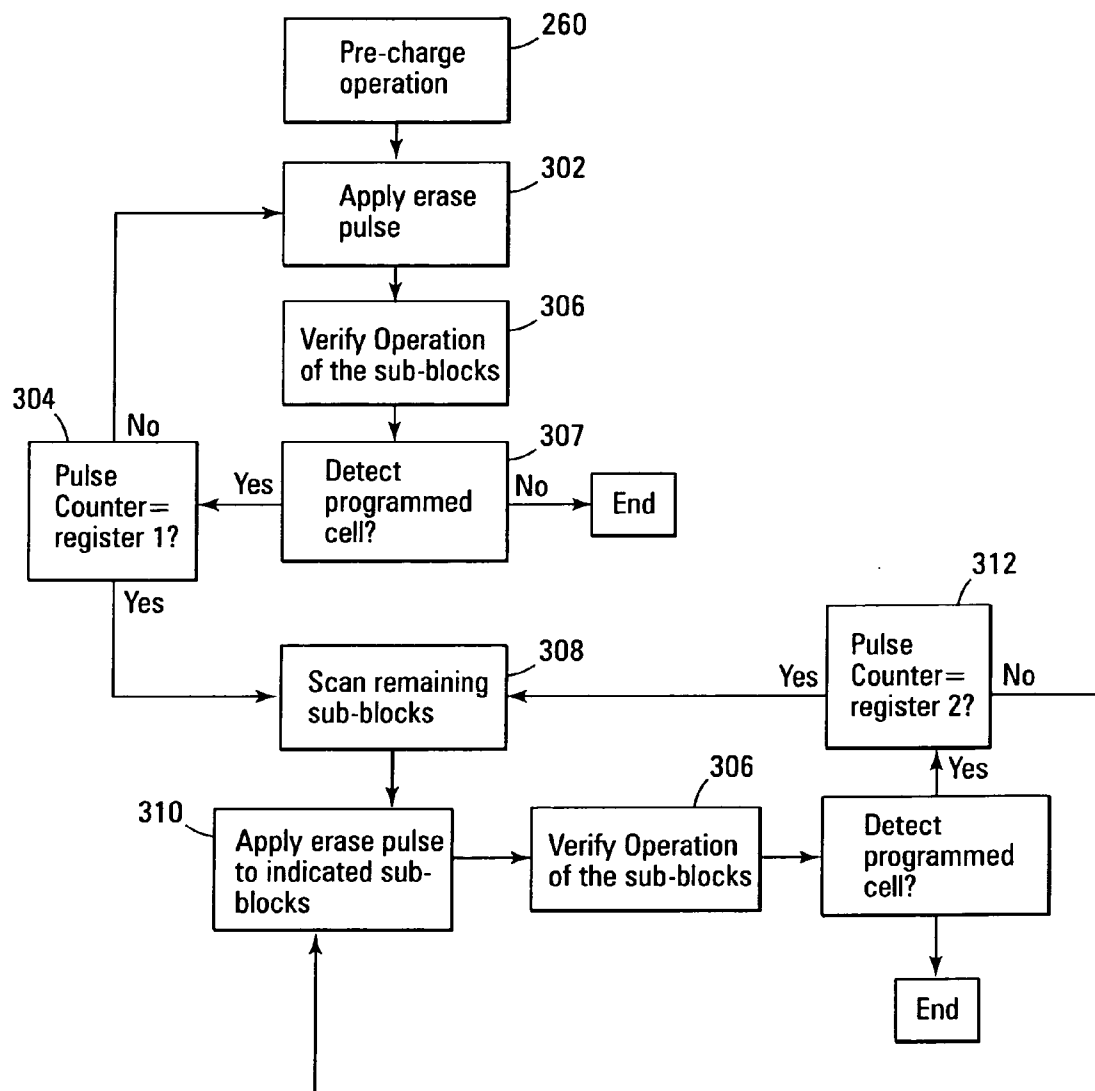 260
Pre-charge
operation
302
Apply erase
pulse
306
Verify Operation
of the sub-blocks
304
No
Pulse
Counter=
register 1?
Yes
307
Detect
programmed
cell?
No
End
Yes
308
Scan remaining
sub-blocks
312
Pulse
Counter=
register 2?
Yes
No
310
Apply erase pulse
to indicated sub-
blocks
306
Verify Operation
of the sub-blocks
Yes
Detect
programmed
cell?
End